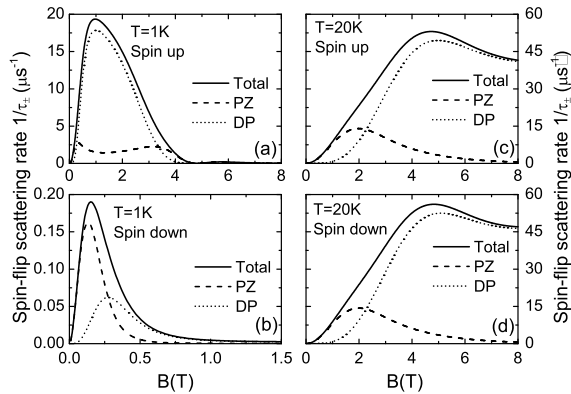 Spin-flip scattering rate 1/τ± (μs⁻¹)
20
15
10
5
0
T=1K
Spin up
Total
PZ
DP
(a)
0 2 4 6 8
T=20K
Spin up
Total
PZ
DP
(c)
60
45
30
15
0
0 2 4 6 8
0.20
0.15
0.10
0.05
0.00
T=1K
Spin down
Total
PZ
DP
(b)
0.0 0.5 1.0 1.5
B(T)
T=20K
Spin down
Total
PZ
DP
(d)
60
45
30
15
0
0 2 4 6 8
B(T)
Spin-flip scattering rate 1/τ± (μs⁻□)